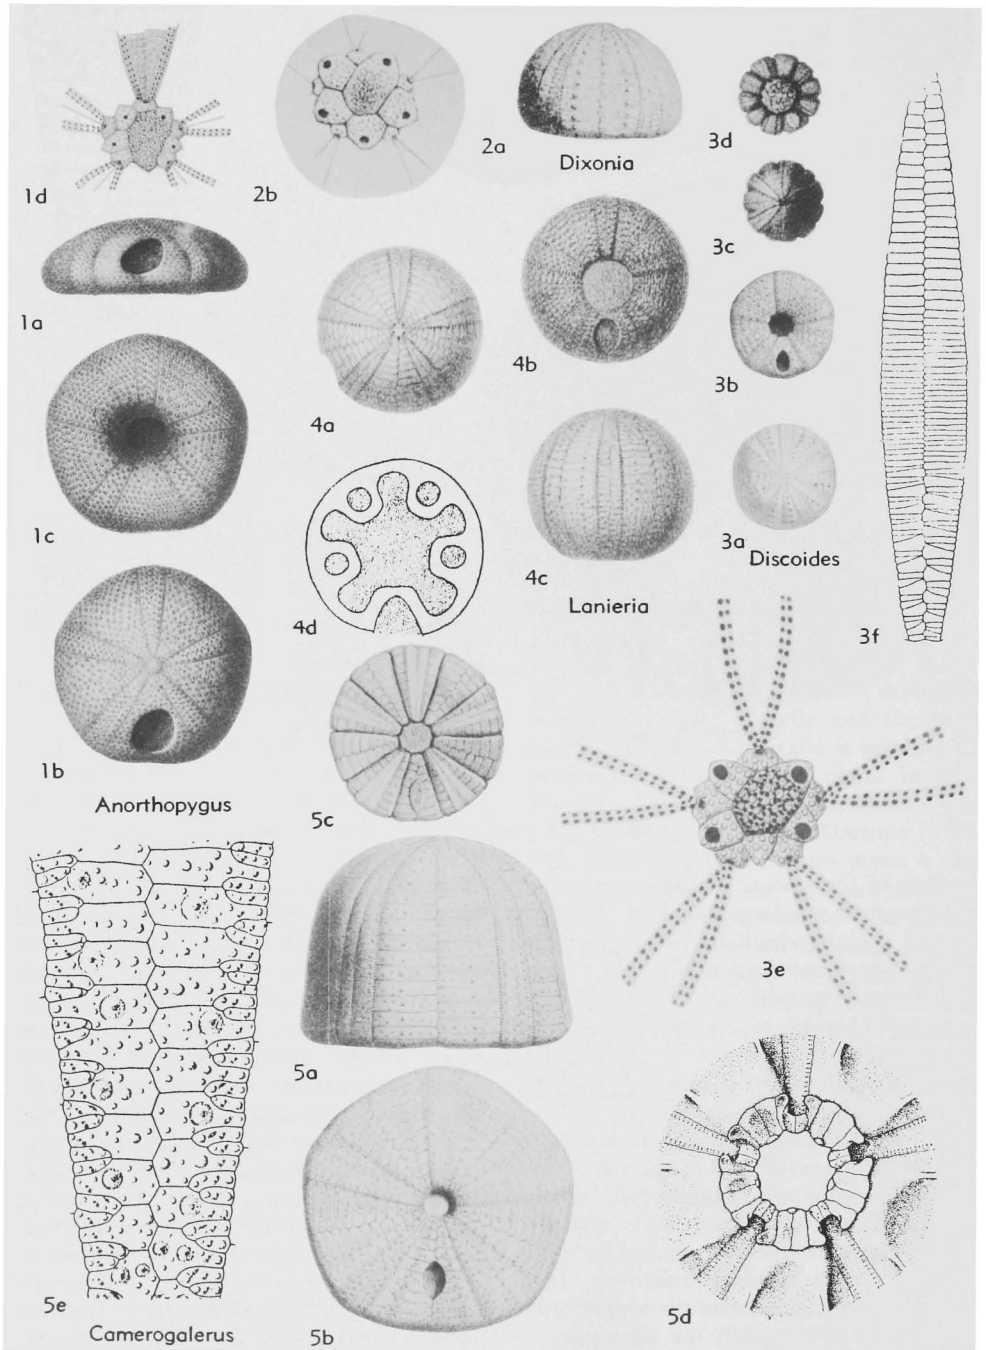 1d
2b
2a
Dixonia
3d
3c
1a
4a
4b
3b
1c
4d
4c
Lanieria
3a
Discoides
3f
1b
Anorthopygus
5c
3e
5a
5e
Camerogalerus
5b
5d